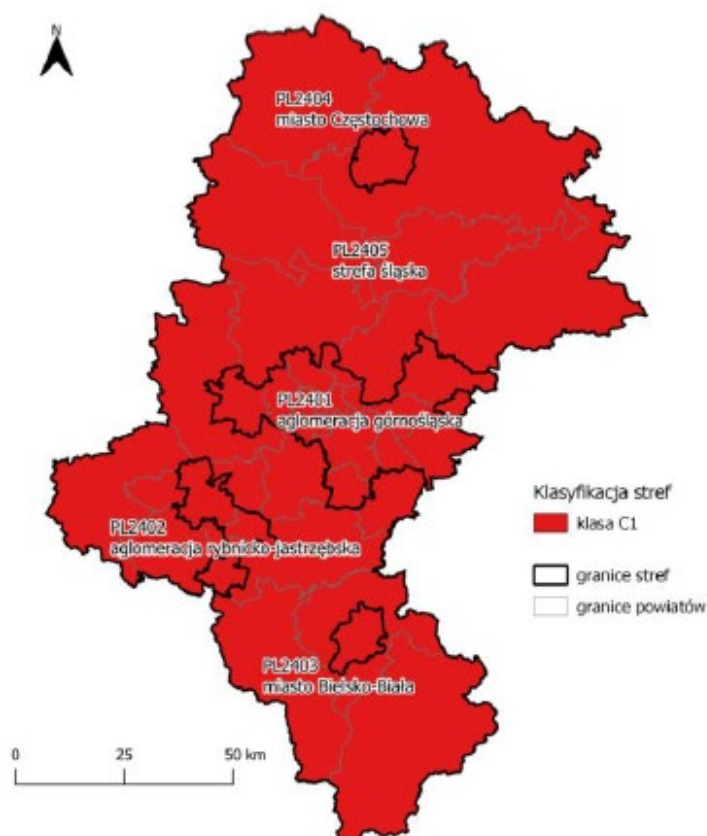 N
PL2404
miasto Częstochowa
PL2405
strefa śląska
PL2401
aglomeracja górnośląska
Klasyfikacja stref
klasa C1
PL2402
aglomeracja rybnicko-jastrzębska
granice stref
granice powiatów
PL2403
miasto Bielsko-Biała
0 25 50 km